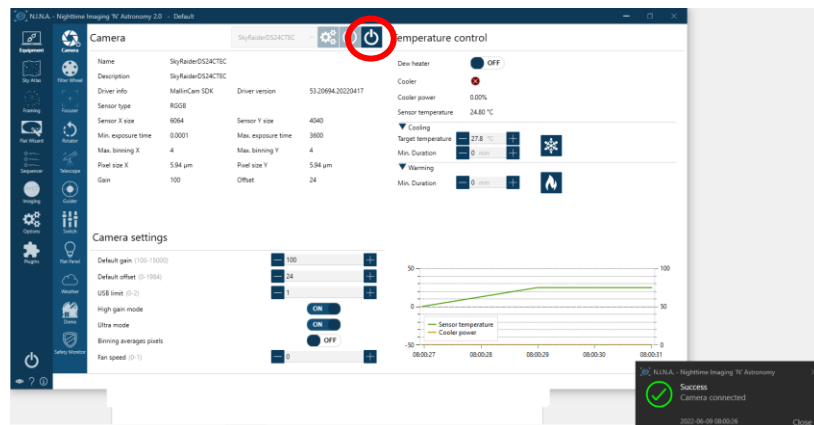 N.I.N.A. - Nighttime Imaging 'N' Astronomy 2.0 - Default
Equipment
Camera
Sky Atlas
Filter Wheel
Framing
Focuser
Flat Wizard
Rotator
Sequencer
Telescope
Imaging
Guider
Options
Switch
Plugins
Flat Panel
Weather
Dome
Safety Monitor
Camera
SkyRaiderDS24CTEC
Name SkyRaiderDS24CTEC
Description SkyRaiderDS24CTEC
Driver info MallinCam SDK Driver version 53.20694.20220417
Sensor type RGGB
Sensor X size 6064 Sensor Y size 4040
Min. exposure time 0.0001 Max. exposure time 3600
Max. binning X 4 Max. binning Y 4
Pixel size X 5.94 µm Pixel size Y 5.94 µm
Gain 100 Offset 24
Camera settings
Default gain (100-15000) 100
Default offset (0-1984) 24
USB limit (0-2) 1
High gain mode ON
Ultra mode ON
Binning averages pixels OFF
Fan speed (0-1) 0
Temperature control
Dew heater OFF
Cooler
Cooler power 0.00%
Sensor temperature 24.80 °C
Cooling
Target temperature 27.8 °C
Min. Duration 0 min
Warming
Min. Duration 0 min
50 100
0 50
-50 0
Sensor temperature
Cooler power
08:00:27 08:00:28 08:00:29 08:00:30 08:00:31
N.I.N.A. - Nighttime Imaging 'N' Astronomy
Success
Camera connected
2022-06-09 08:00:26 Close